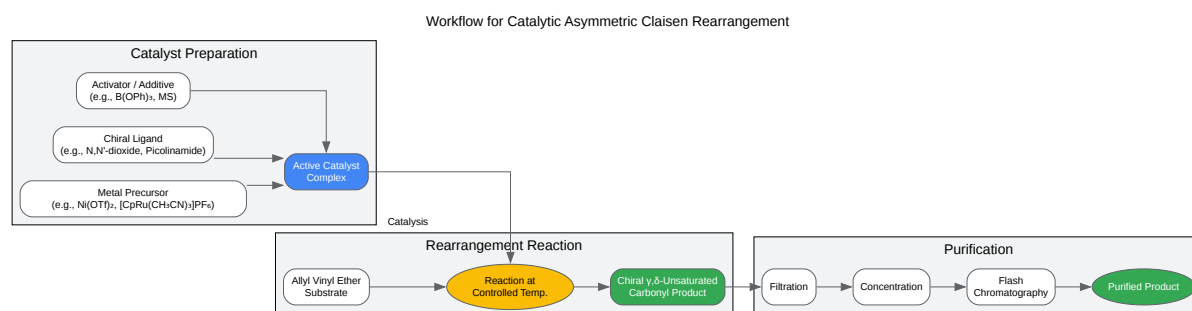 Workflow for Catalytic Asymmetric Claisen Rearrangement
Catalyst Preparation
Activator / Additive
(e.g., B(OPh)₃, MS)
Chiral Ligand
(e.g., N,N'-dioxide, Picolinamide)
Active Catalyst
Complex
Metal Precursor
(e.g., Ni(OTf)₂, [CpRu(CH₃CN)₃]PF₆)
Catalysis
Rearrangement Reaction
Allyl Vinyl Ether
Substrate
Reaction at
Controlled Temp.
Chiral γ,δ-Unsaturated
Carbonyl Product
Purification
Filtration
Concentration
Flash
Chromatography
Purified Product